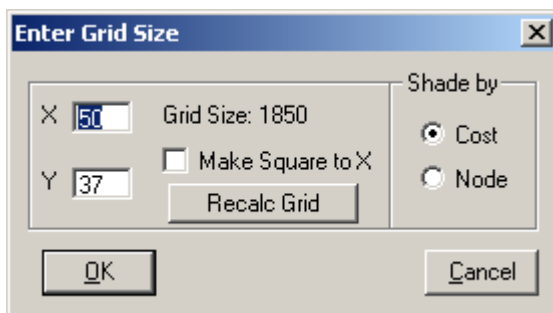 Enter Grid Size
X 50 Grid Size: 1850
Make Square to X
Y 37
Recalc Grid
Shade by
Cost
Node
OK
Cancel